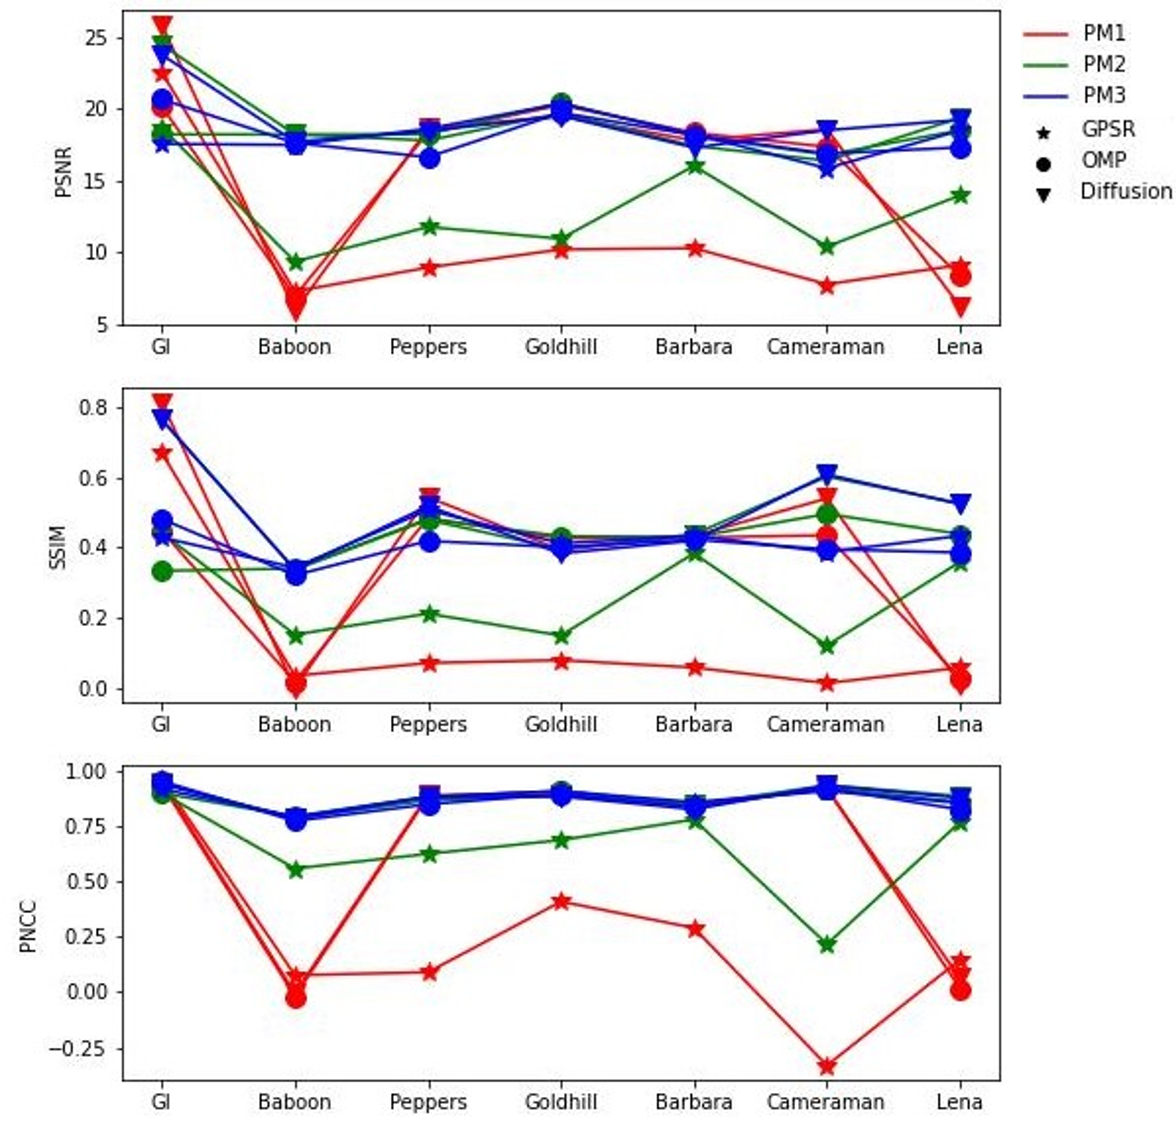 25
20
15
10
5
PSNR
GI Baboon Peppers Goldhill Barbara Cameraman Lena
PM1
PM2
PM3
GPSR
OMP
Diffusion
0.8
0.6
0.4
0.2
0.0
SSIM
GI Baboon Peppers Goldhill Barbara Cameraman Lena
1.00
0.75
0.50
0.25
0.00
−0.25
PNCC
GI Baboon Peppers Goldhill Barbara Cameraman Lena